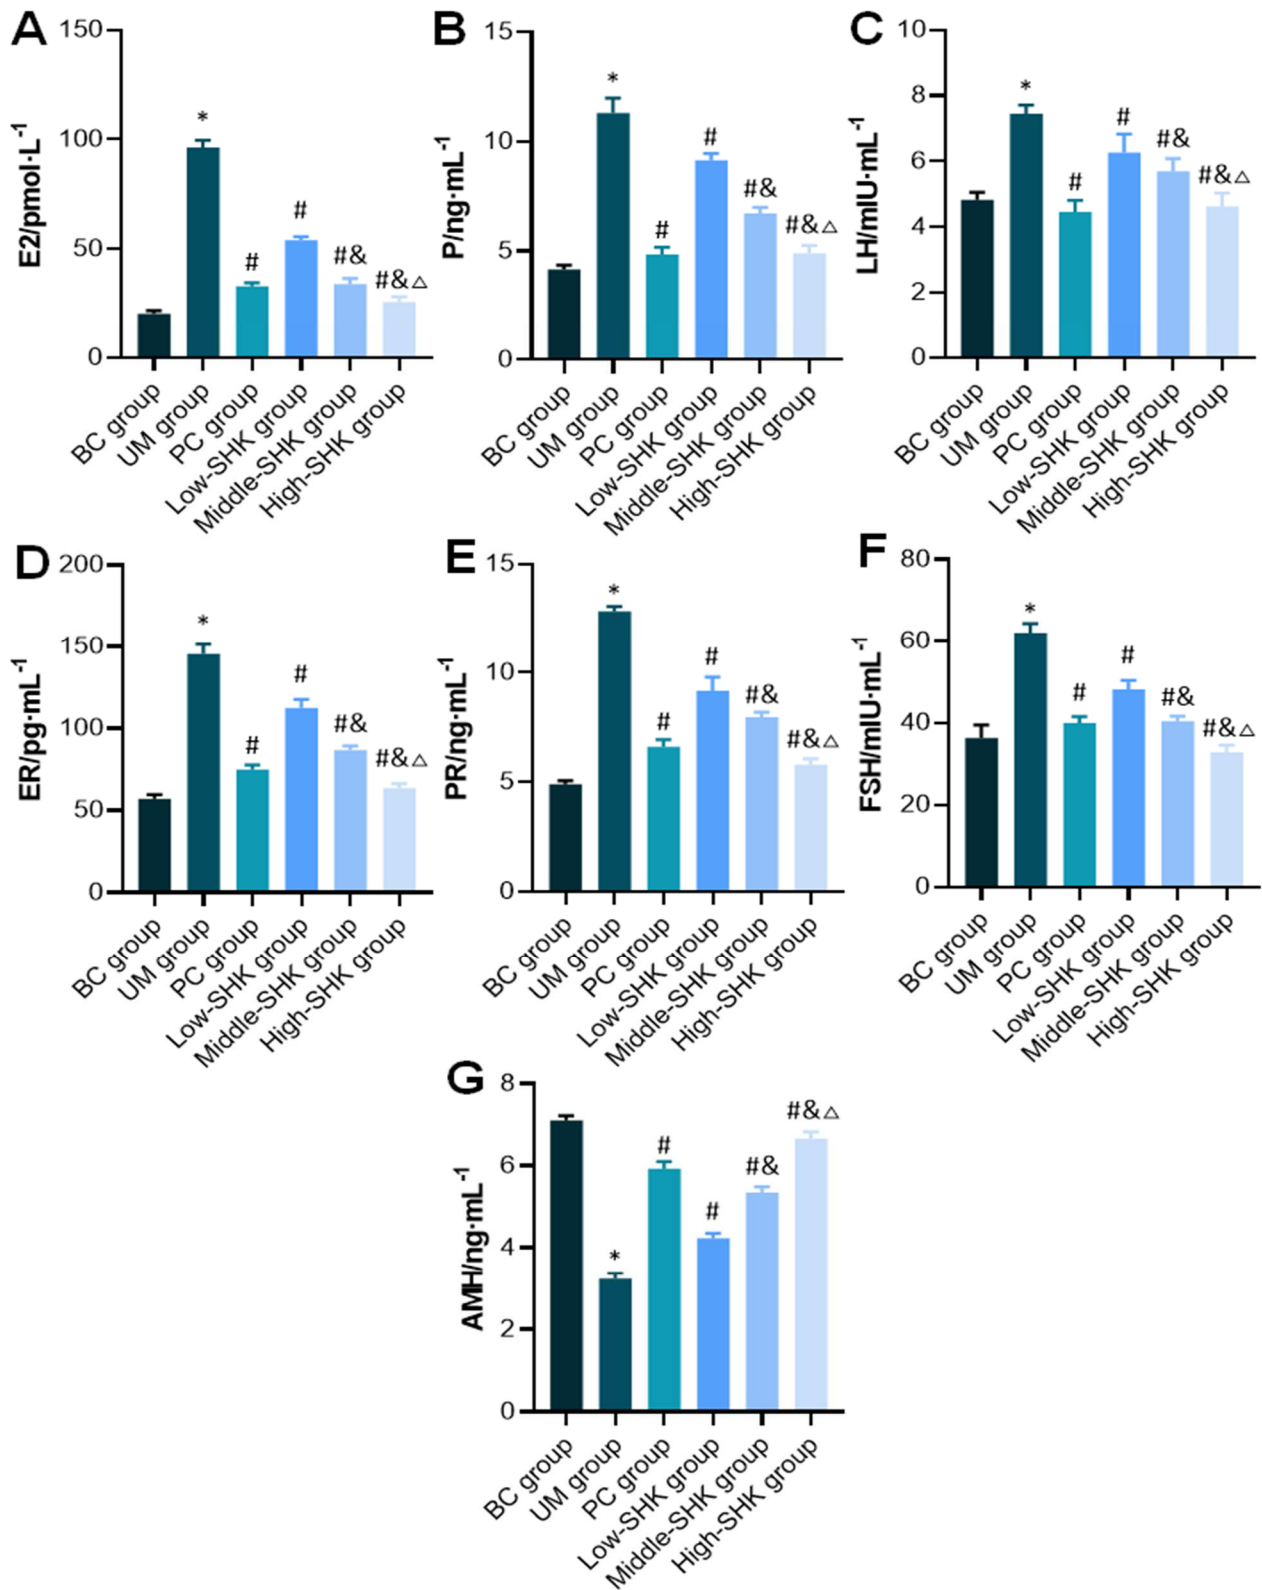 A
E2/pmol·L-1
150
100
50
0
*
#
#
#&
#&△
BC group
UM group
PC group
Low-SHK group
Middle-SHK group
High-SHK group
B
P/ng·mL-1
15
10
5
0
*
#
#
#&
#&△
BC group
UM group
PC group
Low-SHK group
Middle-SHK group
High-SHK group
C
LH/mIU·mL-1
10
8
6
4
2
0
*
#
#
#&
#&△
BC group
UM group
PC group
Low-SHK group
Middle-SHK group
High-SHK group
D
ER/pg·mL-1
200
150
100
50
0
*
#
#
#&
#&△
BC group
UM group
PC group
Low-SHK group
Middle-SHK group
High-SHK group
E
PR/ng·mL-1
15
10
5
0
*
#
#
#&
#&△
BC group
UM group
PC group
Low-SHK group
Middle-SHK group
High-SHK group
F
FSH/mIU·mL-1
80
60
40
20
0
*
#
#
#&
#&△
BC group
UM group
PC group
Low-SHK group
Middle-SHK group
High-SHK group
G
AMH/ng·mL-1
8
6
4
2
0
*
#
#
#&
#&△
BC group
UM group
PC group
Low-SHK group
Middle-SHK group
High-SHK group